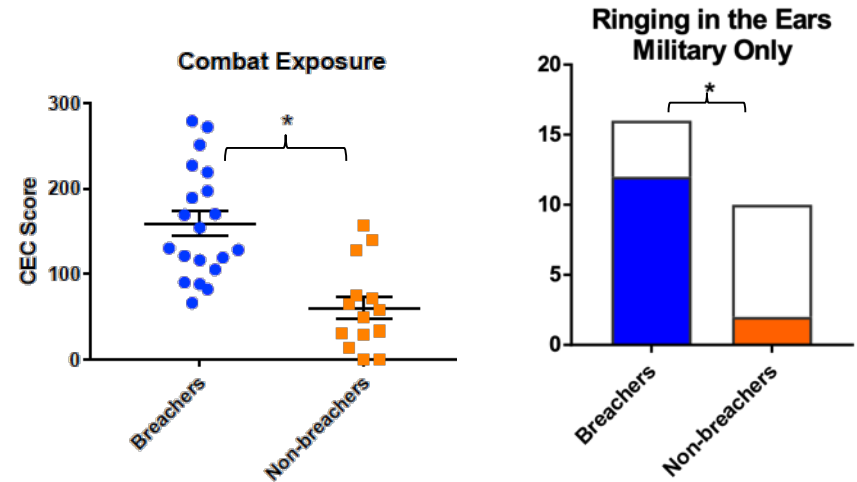 Combat Exposure
300
200
100
0
CEC Score
*
Breachers
Non-breachers
Ringing in the Ears
Military Only
20
15
10
5
0
*
Breachers
Non-breachers